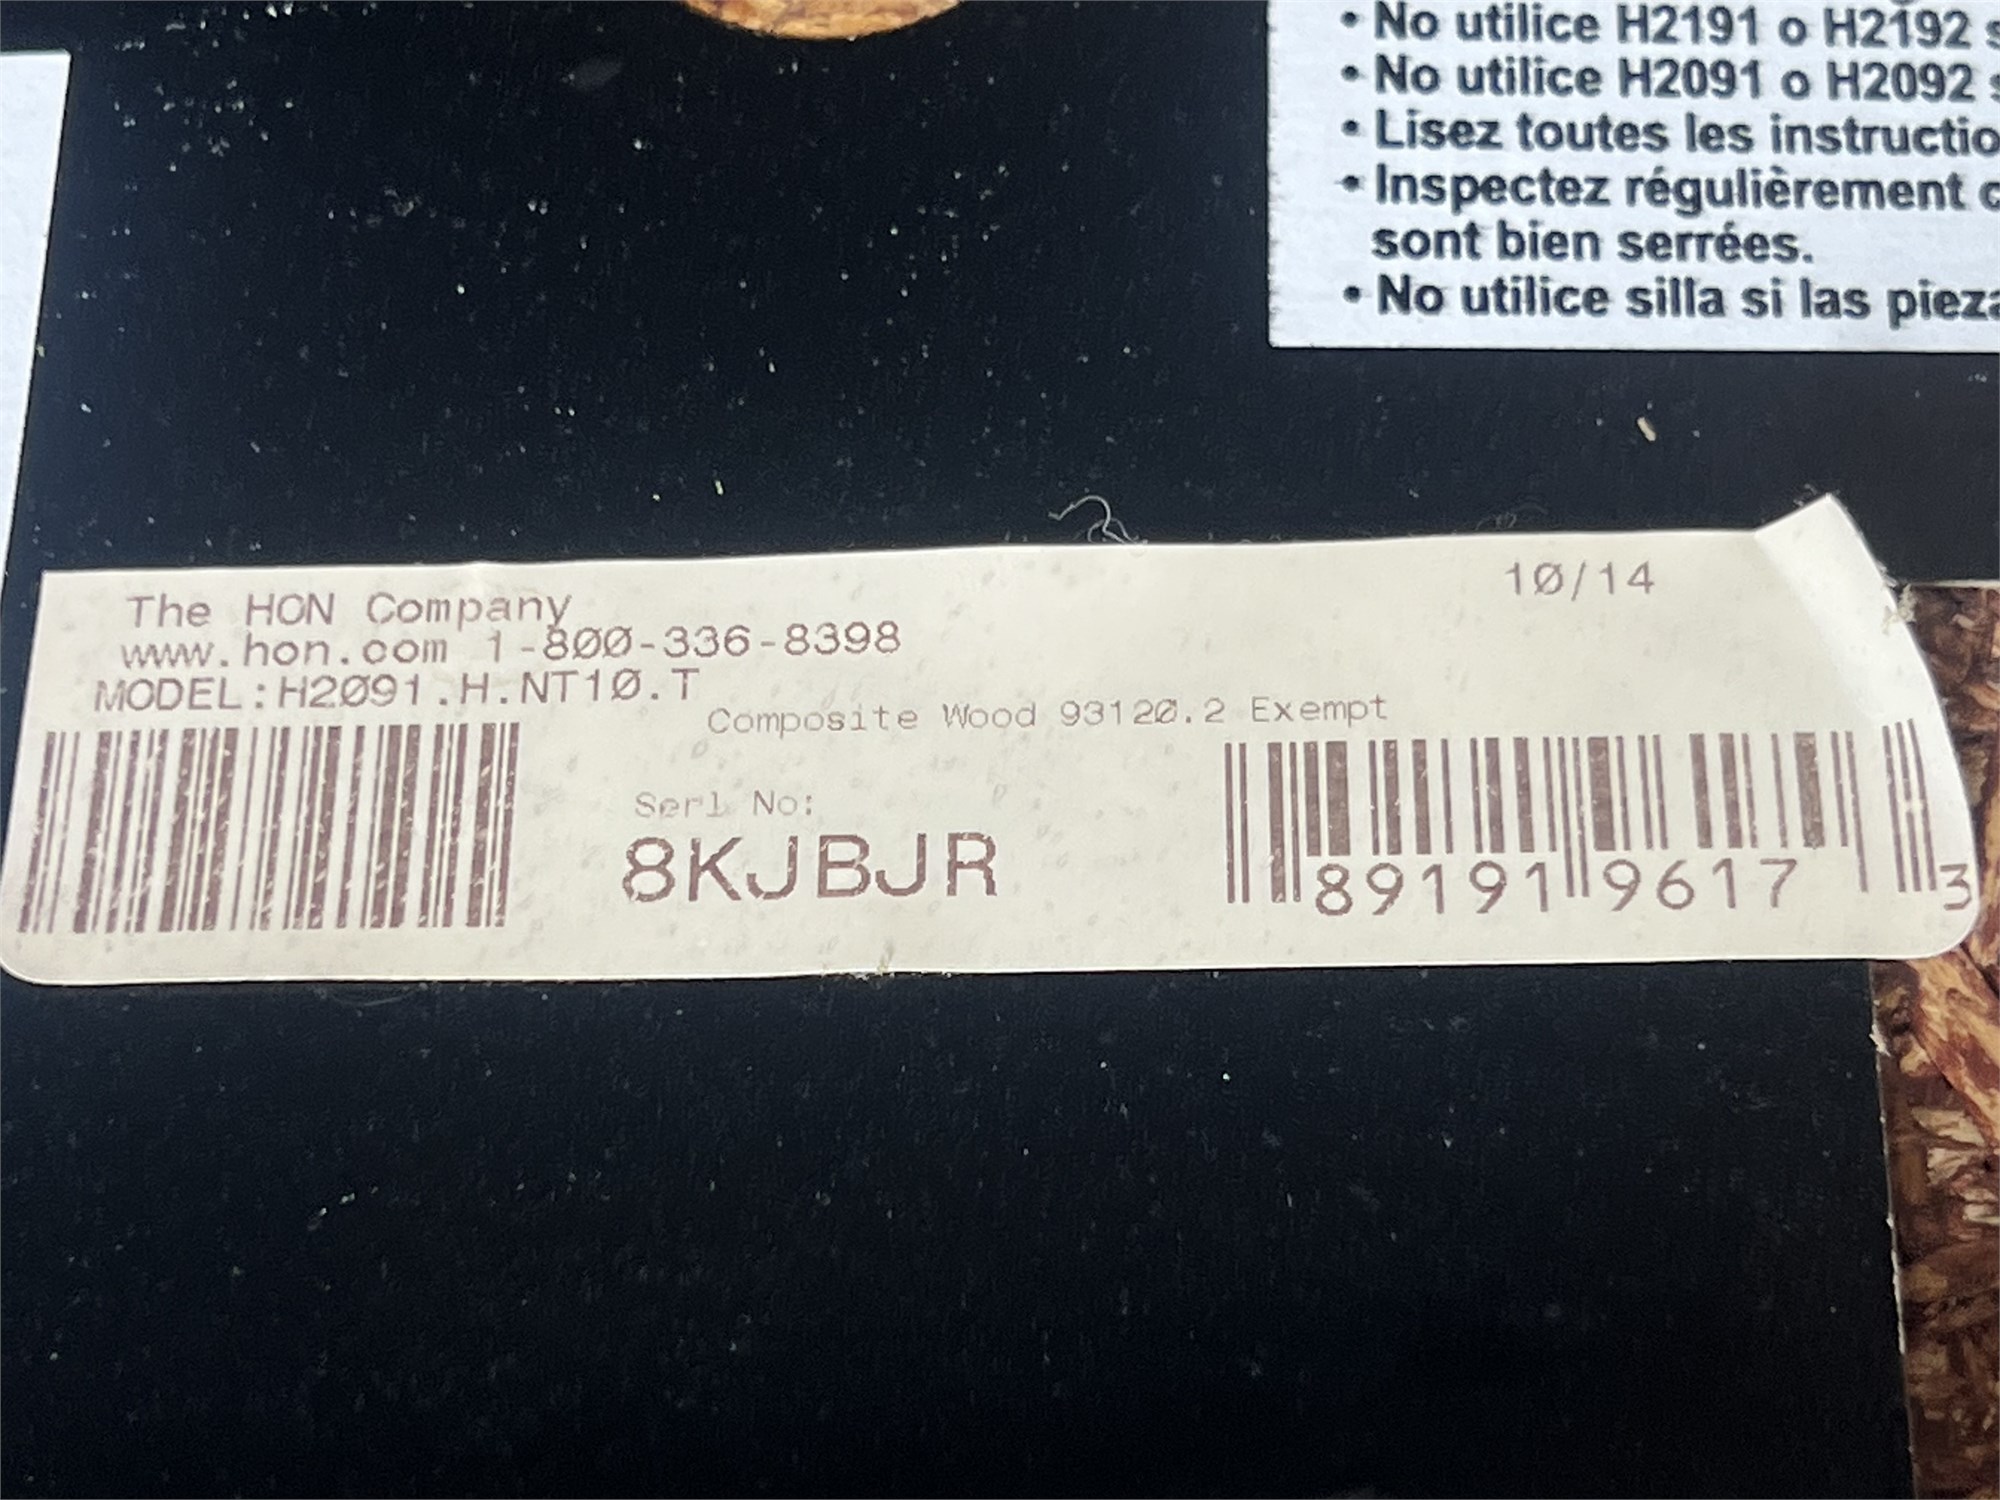 • No utilice H2191 o H2192 s
• No utilice H2091 o H2092 s
• Lisez toutes les instructio
• Inspectez régulièrement c
sont bien serrées.
• No utilice silla si las pieza
10/14
The HON Company
www.hon.com 1-800-336-8398
MODEL:H2091.H.NT10.T
Composite Wood 93120.2 Exempt
Serl No:
8KJBJR
89191 9617 3